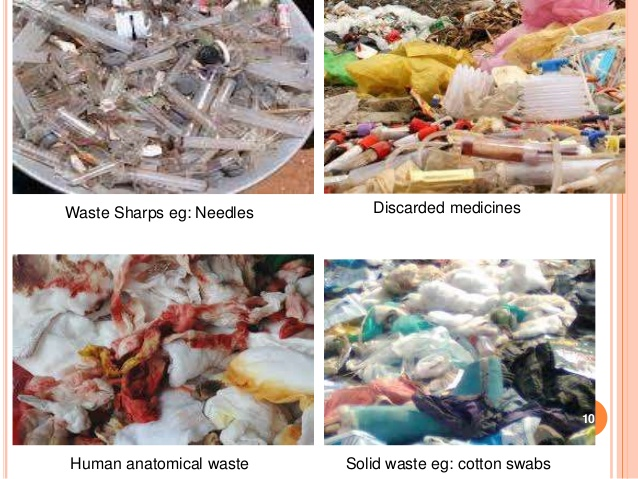 Waste Sharps eg: Needles
Discarded medicines
10
Human anatomical waste
Solid waste eg: cotton swabs